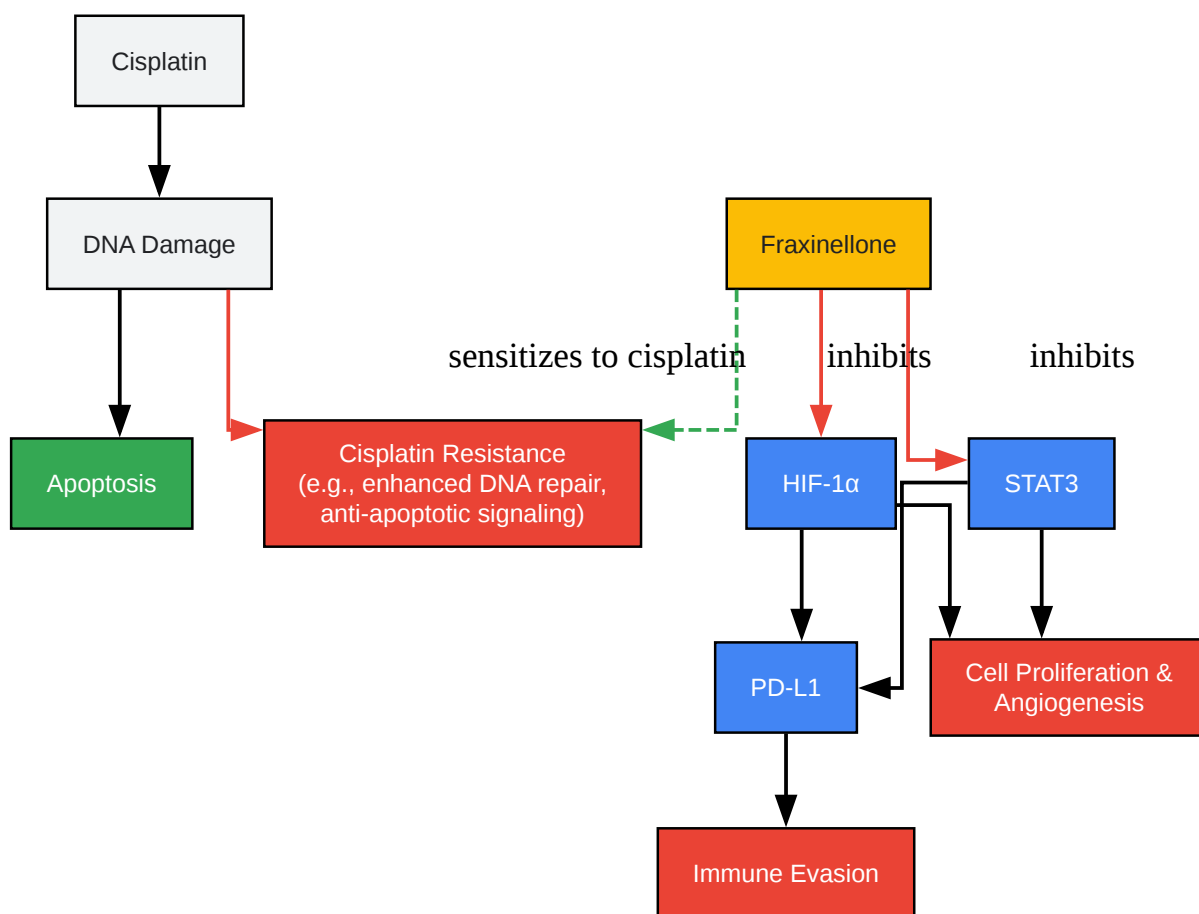 Cisplatin
DNA Damage
Fraxinellone
sensitizes to cisplatin
inhibits
inhibits
Apoptosis
Cisplatin Resistance
(e.g., enhanced DNA repair,
anti-apoptotic signaling)
HIF-1α
STAT3
PD-L1
Cell Proliferation &
Angiogenesis
Immune Evasion